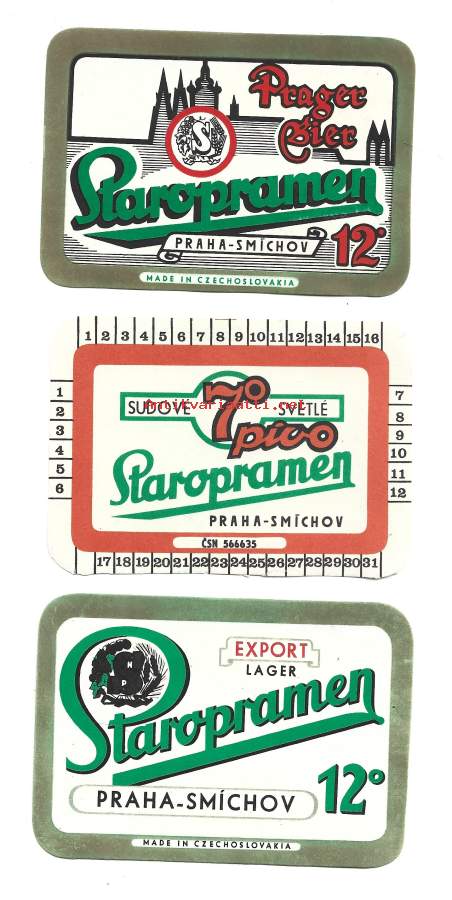 Prager
Bier
S
Staropramen
PRAHA-SMÍCHOV 12°
MADE IN CZECHOSLOVAKIA
1 2 3 4 5 6 7 8 9 10 11 12 13 14 15 16
1
2
3
4
5
6
7
8
9
10
11
12
SUDOVÉ 7° SVĚTLÉ
pivo
Antikvariaatti.net
Staropramen
PRAHA-SMÍCHOV
ČSN 566635
17 18 19 20 21 22 23 24 25 26 27 28 29 30 31
EXPORT
LAGER
Staropramen
PRAHA-SMÍCHOV 12°
MADE IN CZECHOSLOVAKIA